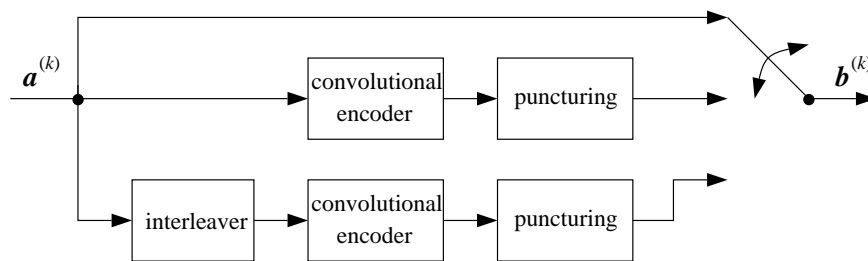 a^(k)
convolutional
encoder
puncturing
b^(k)
interleaver
convolutional
encoder
puncturing